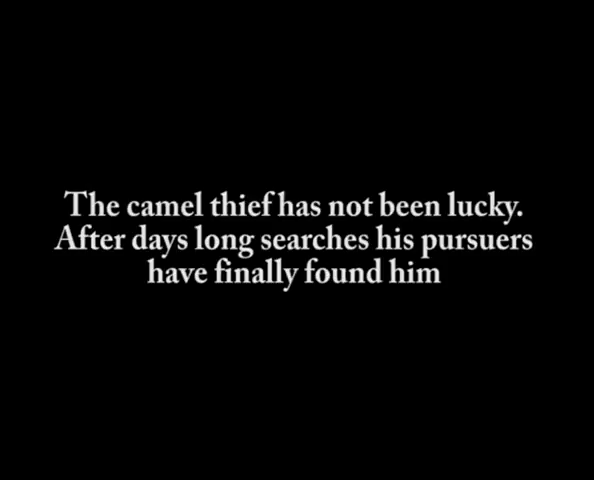 The camel thief has not been lucky.
After days long searches his pursuers
have finally found him